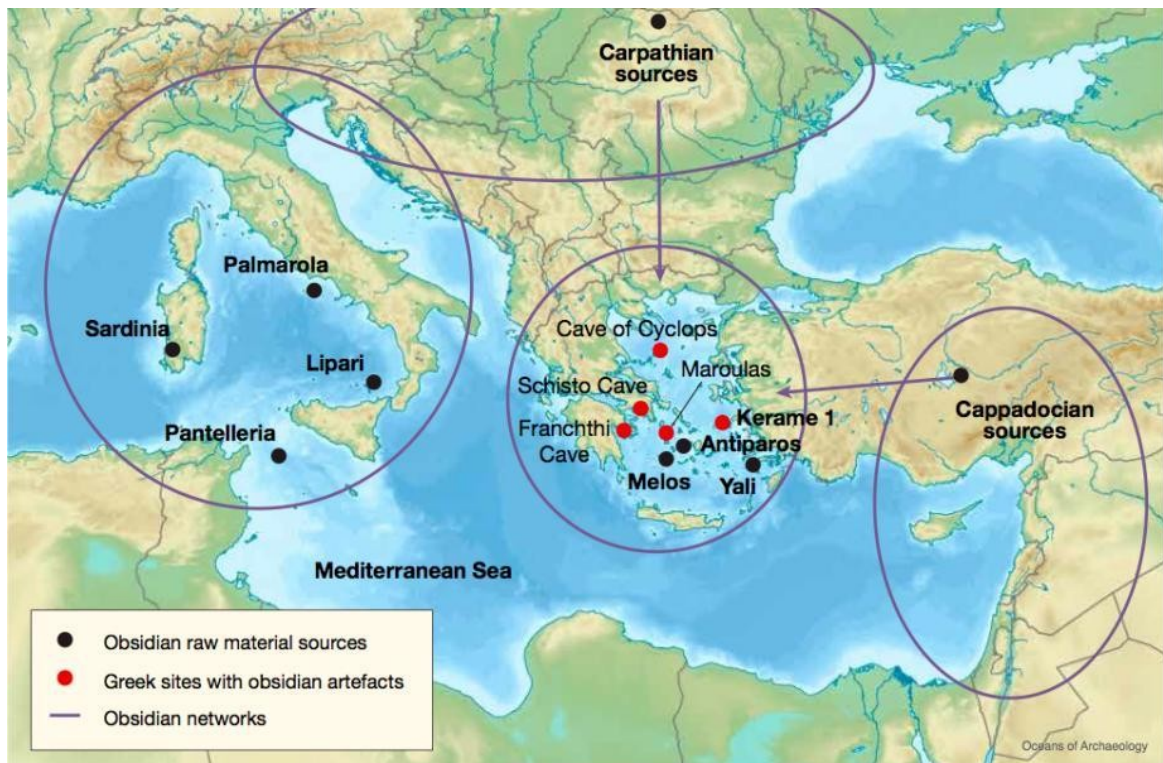 Carpathian
sources
Palmarola
Sardinia
Lipari
Pantelleria
Cave of Cyclops
Maroulas
Schisto Cave
Franchthi
Cave
Kerame 1
Antiparos
Melos
Yali
Cappadocian
sources
Mediterranean Sea
Obsidian raw material sources
Greek sites with obsidian artefacts
Obsidian networks
Oceans of Archaeology